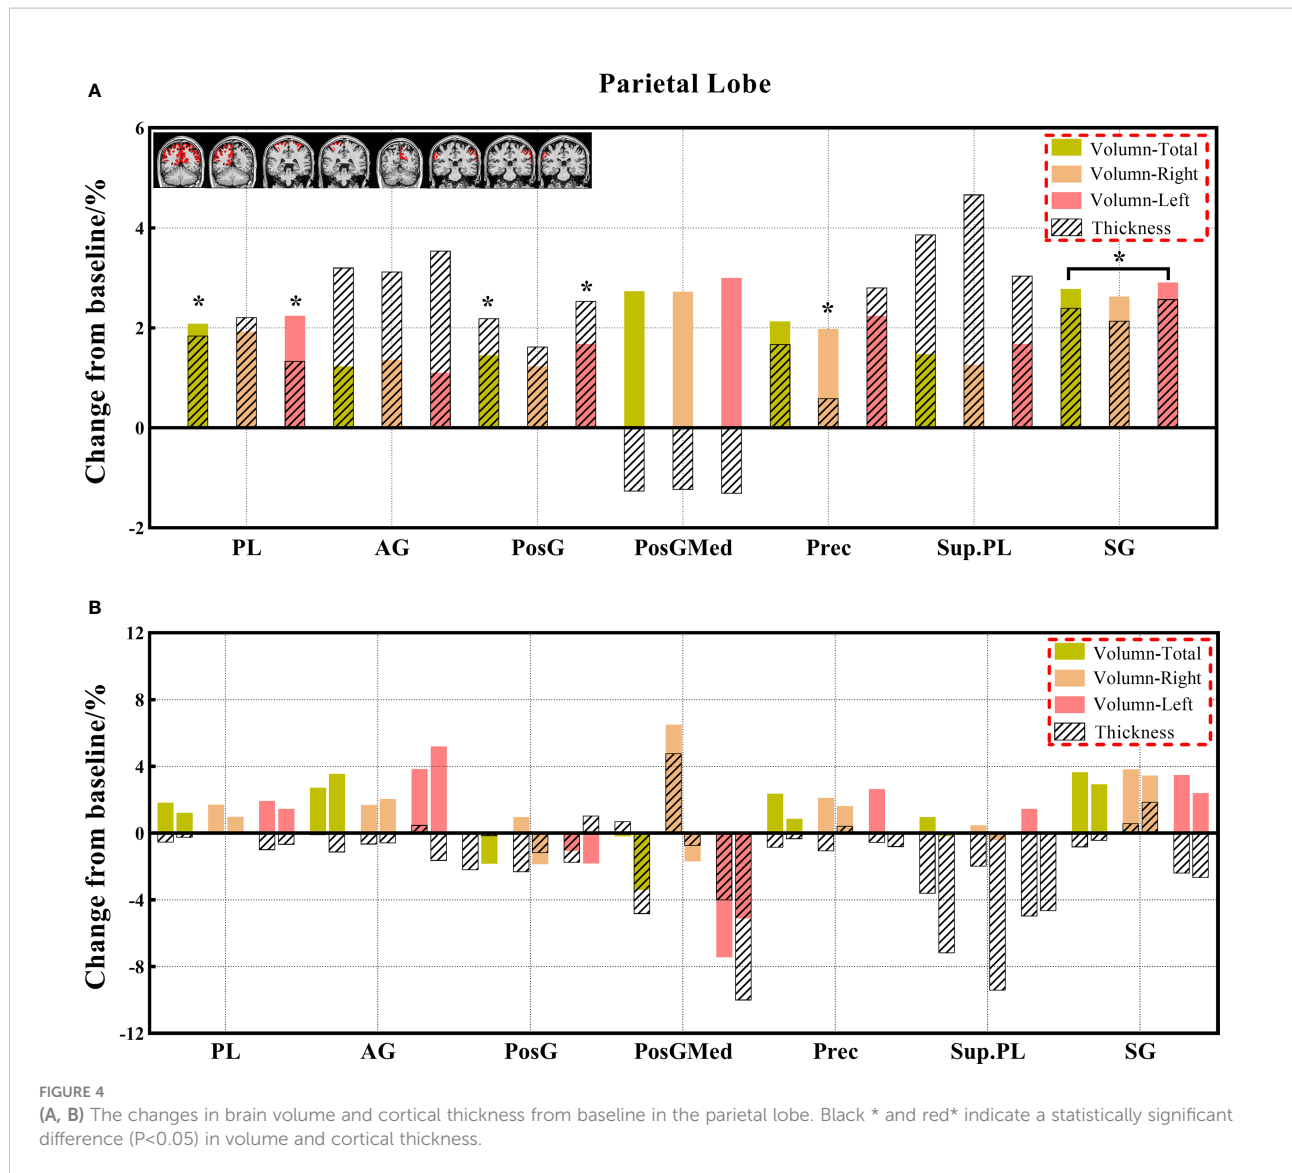 Parietal Lobe
A
Change from baseline/%
6
4
2
0
-2
Volumn-Total
Volumn-Right
Volumn-Left
Thickness
* * * * * *
PL AG PosG PosGMed Prec Sup.PL SG
B
Change from baseline/%
12
8
4
0
-4
-8
-12
Volumn-Total
Volumn-Right
Volumn-Left
Thickness
PL AG PosG PosGMed Prec Sup.PL SG
FIGURE 4
(A, B) The changes in brain volume and cortical thickness from baseline in the parietal lobe. Black * and red* indicate a statistically significant
difference (P<0.05) in volume and cortical thickness.